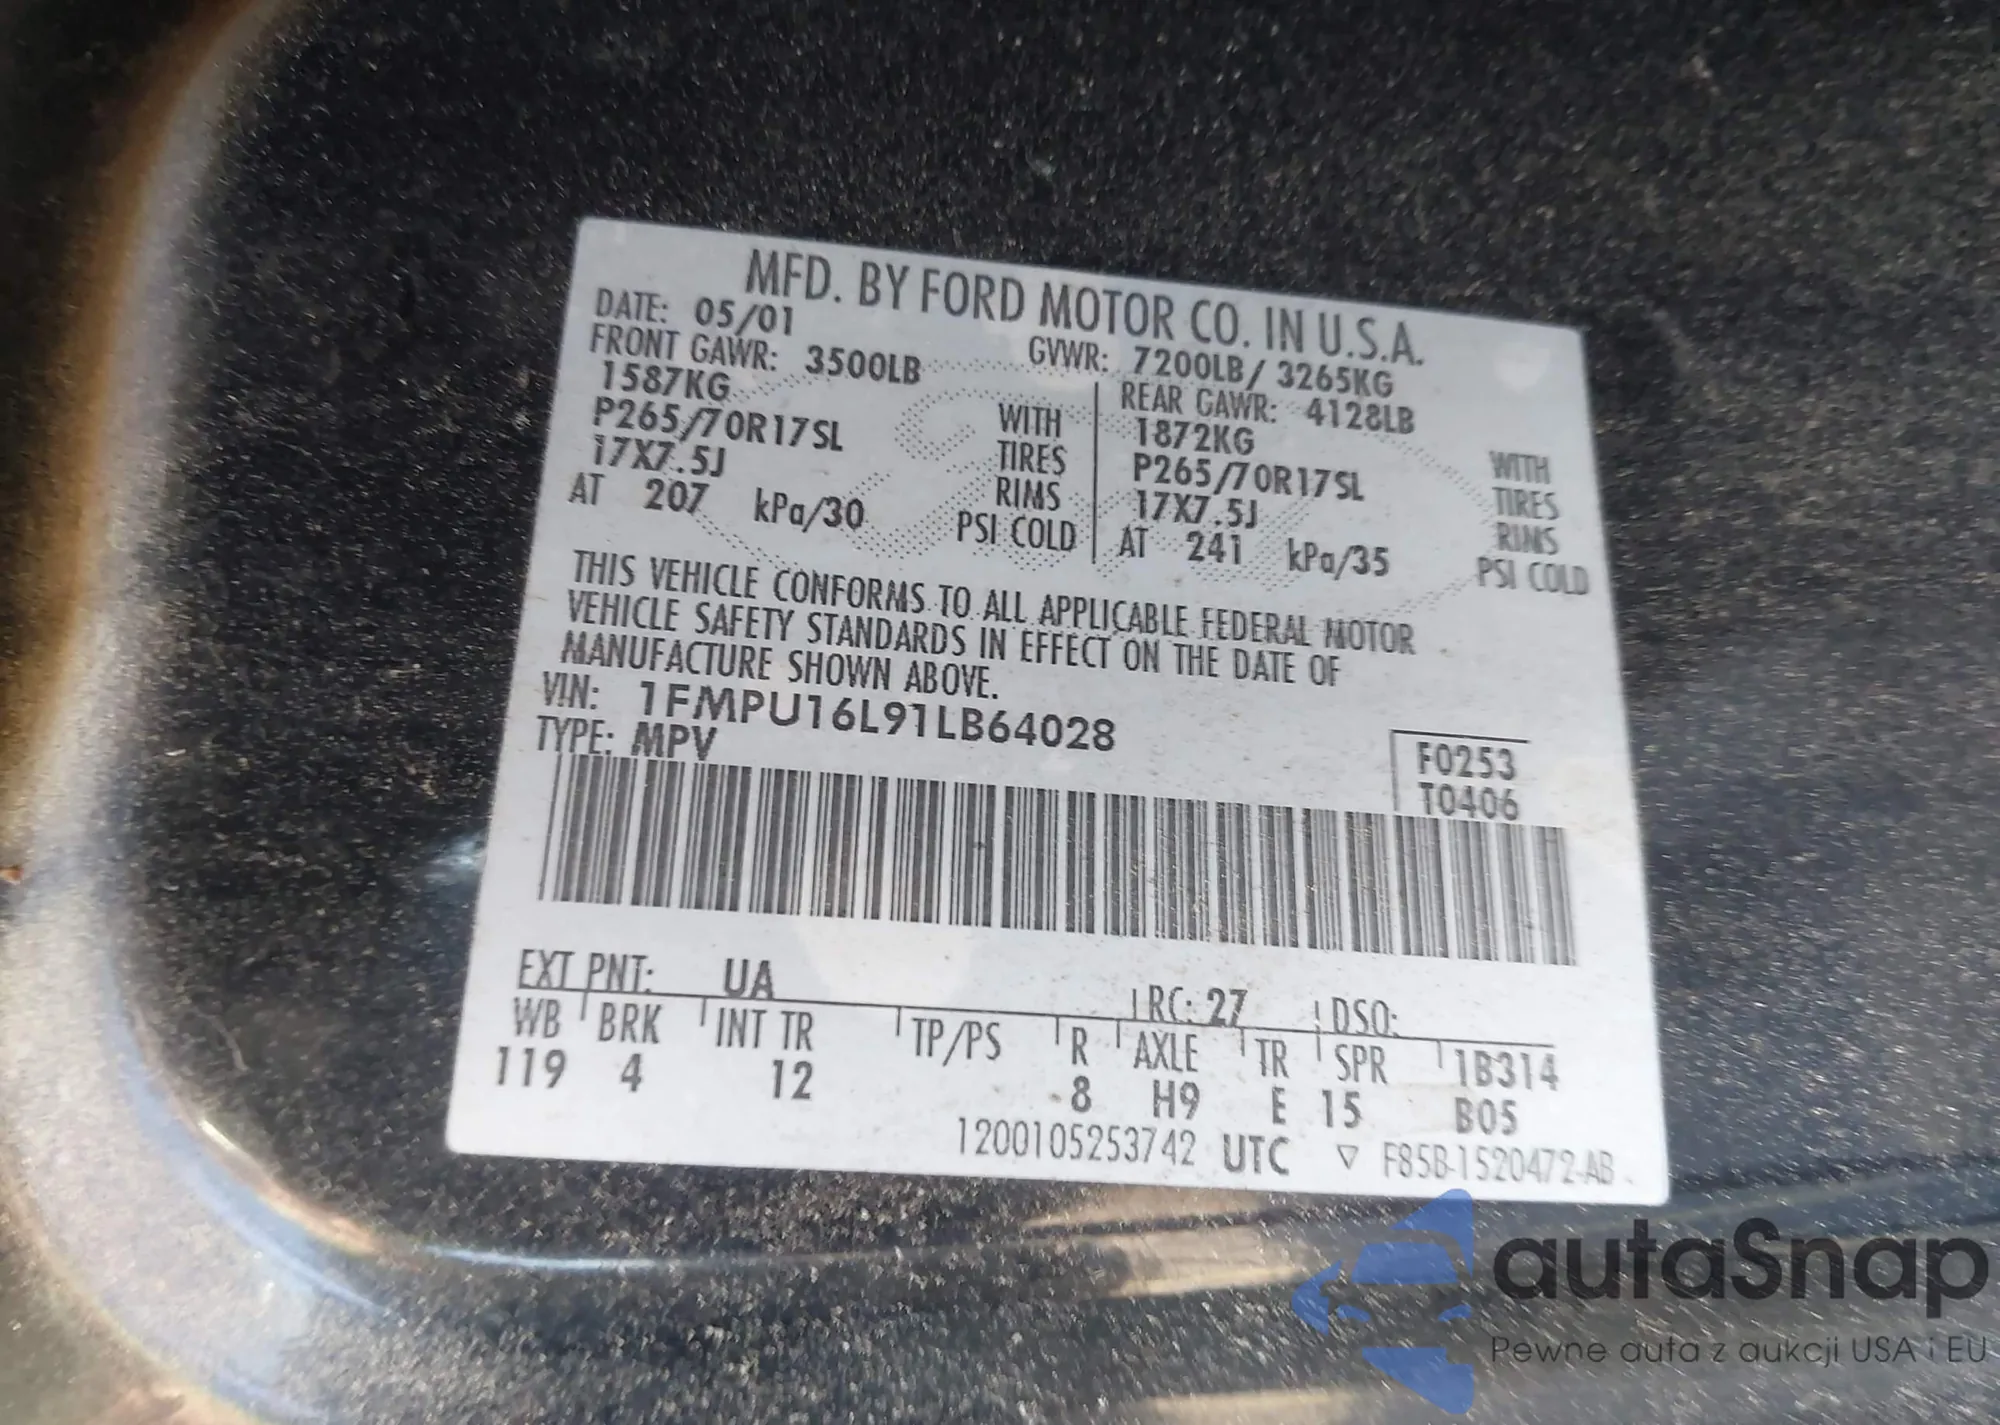 MFD. BY FORD MOTOR CO. IN U.S.A.
DATE: 05/01 GVWR: 7200LB/ 3265KG
FRONT GAWR: 3500LB REAR GAWR: 4128LB
1587KG WITH 1872KG WITH
P265/70R17SL TIRES P265/70R17SL TIRES
17X7.5J RIMS 17X7.5J RIMS
AT 207 kPa/30 PSI COLD AT 241 kPa/35 PSI COLD
THIS VEHICLE CONFORMS TO ALL APPLICABLE FEDERAL MOTOR
VEHICLE SAFETY STANDARDS IN EFFECT ON THE DATE OF
MANUFACTURE SHOWN ABOVE.
VIN: 1FMPU16L91LB64028
TYPE: MPV
F0253
T0406
EXT PNT: UA RC: 27 DSO:
WB BRK INT TR TP/PS R AXLE TR SPR 1B314
119 4 12 8 H9 E 15 B05
1200105253742 UTC ▽ F85B-1520472-AB
autaSnap
Pewne auta z aukcji USA i EU